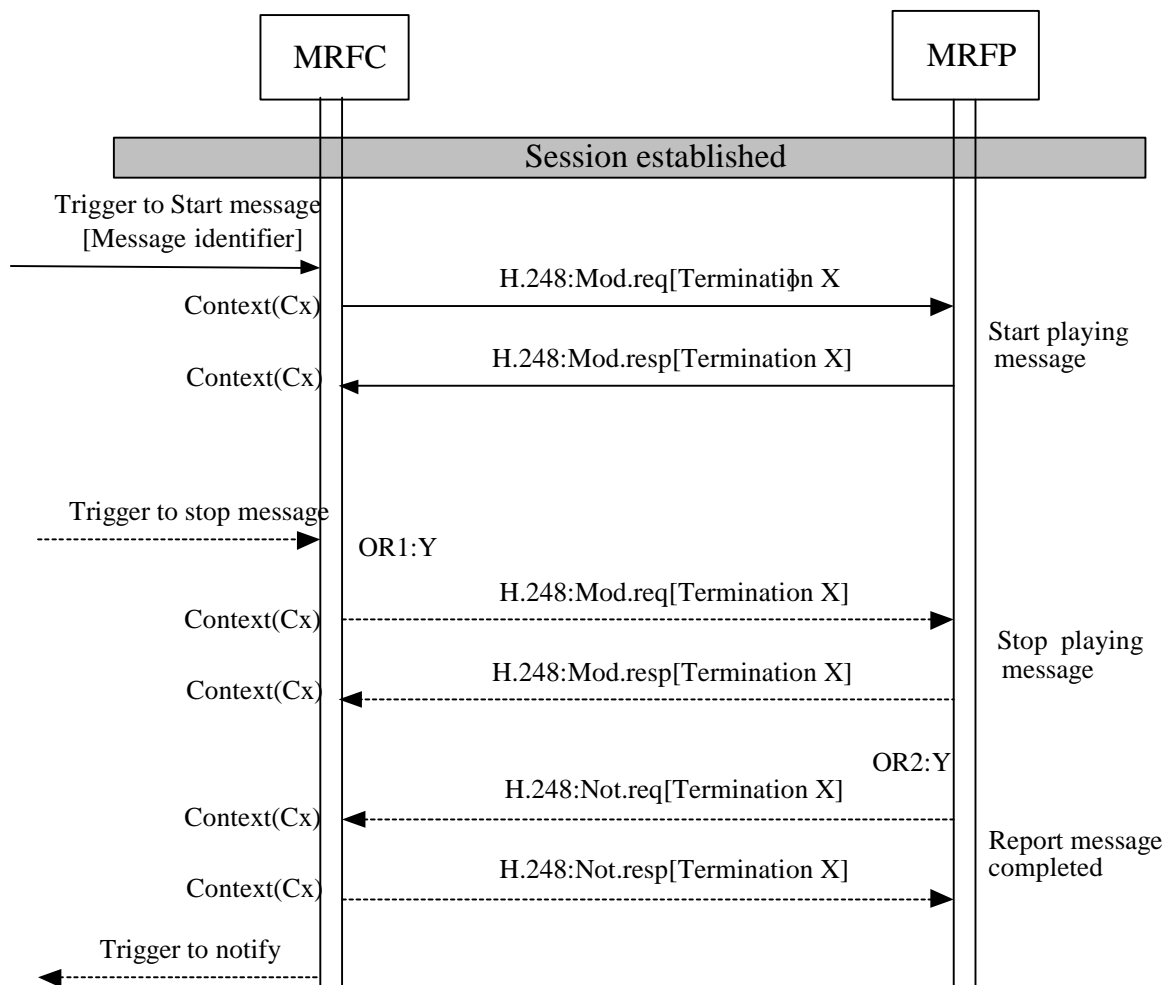 MRFC
MRFP
Session established
Trigger to Start message
[Message identifier]
H.248:Mod.req[Termination X
Context(Cx)
Start playing
message
H.248:Mod.resp[Termination X]
Context(Cx)
Trigger to stop message
OR1:Y
H.248:Mod.req[Termination X]
Context(Cx)
Stop playing
message
H.248:Mod.resp[Termination X]
Context(Cx)
OR2:Y
H.248:Not.req[Termination X]
Context(Cx)
Report message
completed
H.248:Not.resp[Termination X]
Context(Cx)
Trigger to notify